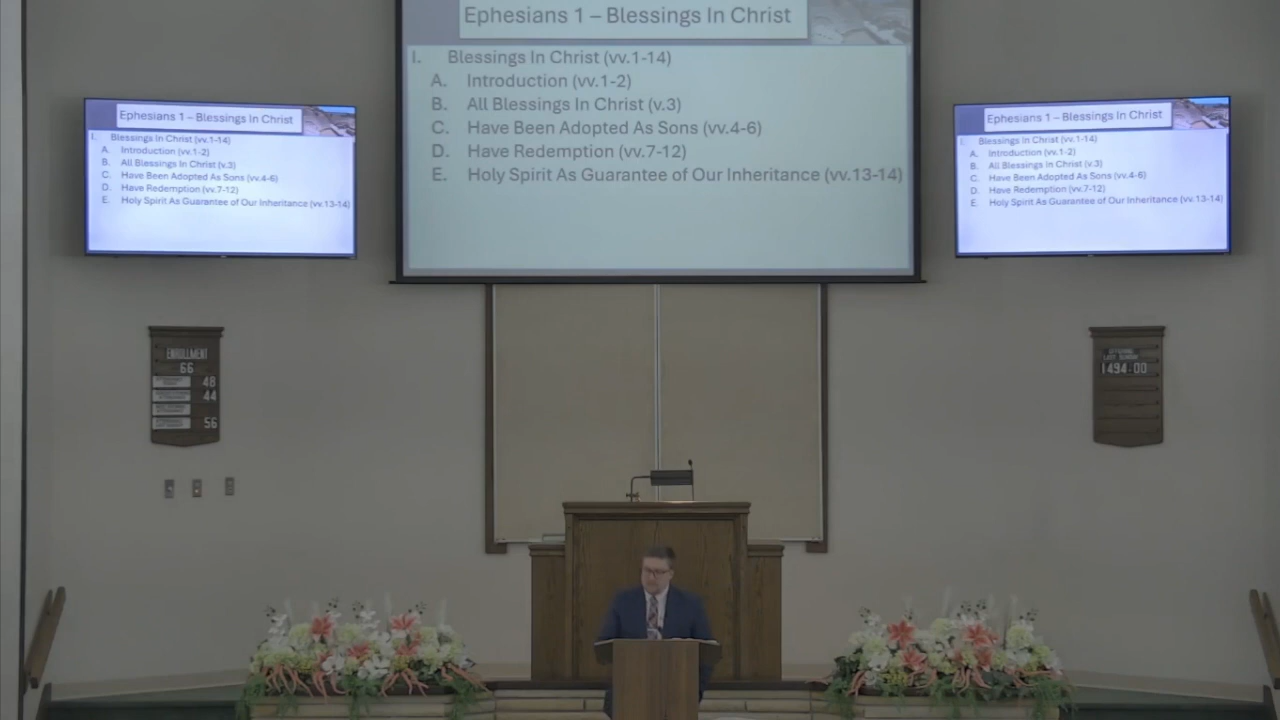 Ephesians 1 – Blessings In Christ
I. Blessings In Christ (vv.1-14)
A. Introduction (vv.1-2)
B. All Blessings In Christ (v.3)
C. Have Been Adopted As Sons (vv.4-6)
D. Have Redemption (vv.7-12)
E. Holy Spirit As Guarantee of Our Inheritance (vv.13-14)
Ephesians 1 – Blessings In Christ
I. Blessings In Christ (vv.1-14)
A. Introduction (vv.1-2)
B. All Blessings In Christ (v.3)
C. Have Been Adopted As Sons (vv.4-6)
D. Have Redemption (vv.7-12)
E. Holy Spirit As Guarantee of Our Inheritance (vv.13-14)
Ephesians 1 – Blessings In Christ
I. Blessings In Christ (vv.1-14)
A. Introduction (vv.1-2)
B. All Blessings In Christ (v.3)
C. Have Been Adopted As Sons (vv.4-6)
D. Have Redemption (vv.7-12)
E. Holy Spirit As Guarantee of Our Inheritance (vv.13-14)
ENROLLMENT
66
48
44
56
OFFERING
LAST SUNDAY
1494.00